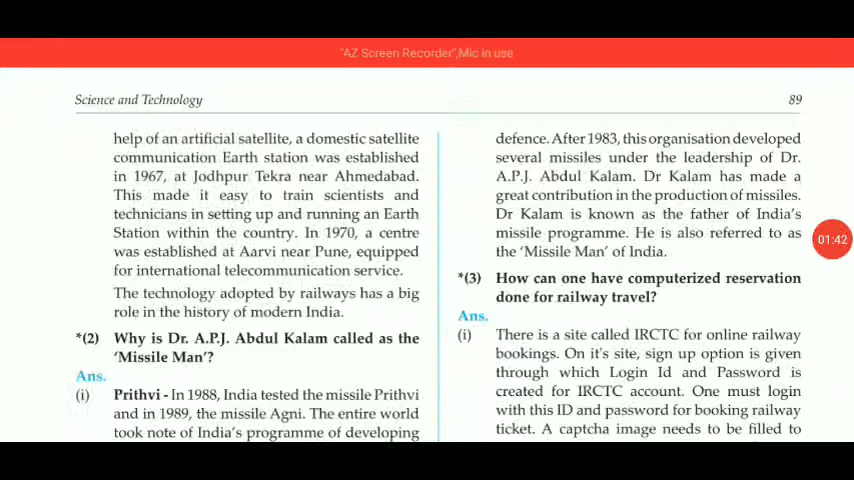 "AZ Screen Recorder",Mic in use
Science and Technology
89
help of an artificial satellite, a domestic satellite
communication Earth station was established
in 1967, at Jodhpur Tekra near Ahmedabad.
This made it easy to train scientists and
technicians in setting up and running an Earth
Station within the country. In 1970, a centre
was established at Aarvi near Pune, equipped
for international telecommunication service.
The technology adopted by railways has a big
role in the history of modern India.
*(2) Why is Dr. A.P.J. Abdul Kalam called as the
'Missile Man'?
Ans.
(i) Prithvi - In 1988, India tested the missile Prithvi
and in 1989, the missile Agni. The entire world
took note of India's programme of developing
defence. After 1983, this organisation developed
several missiles under the leadership of Dr.
A.P.J. Abdul Kalam. Dr Kalam has made a
great contribution in the production of missiles.
Dr Kalam is known as the father of India's
missile programme. He is also referred to as
the 'Missile Man' of India.
*(3) How can one have computerized reservation
done for railway travel?
Ans.
(i) There is a site called IRCTC for online railway
bookings. On it's site, sign up option is given
through which Login Id and Password is
created for IRCTC account. One must login
with this ID and password for booking railway
ticket. A captcha image needs to be filled to
01:42